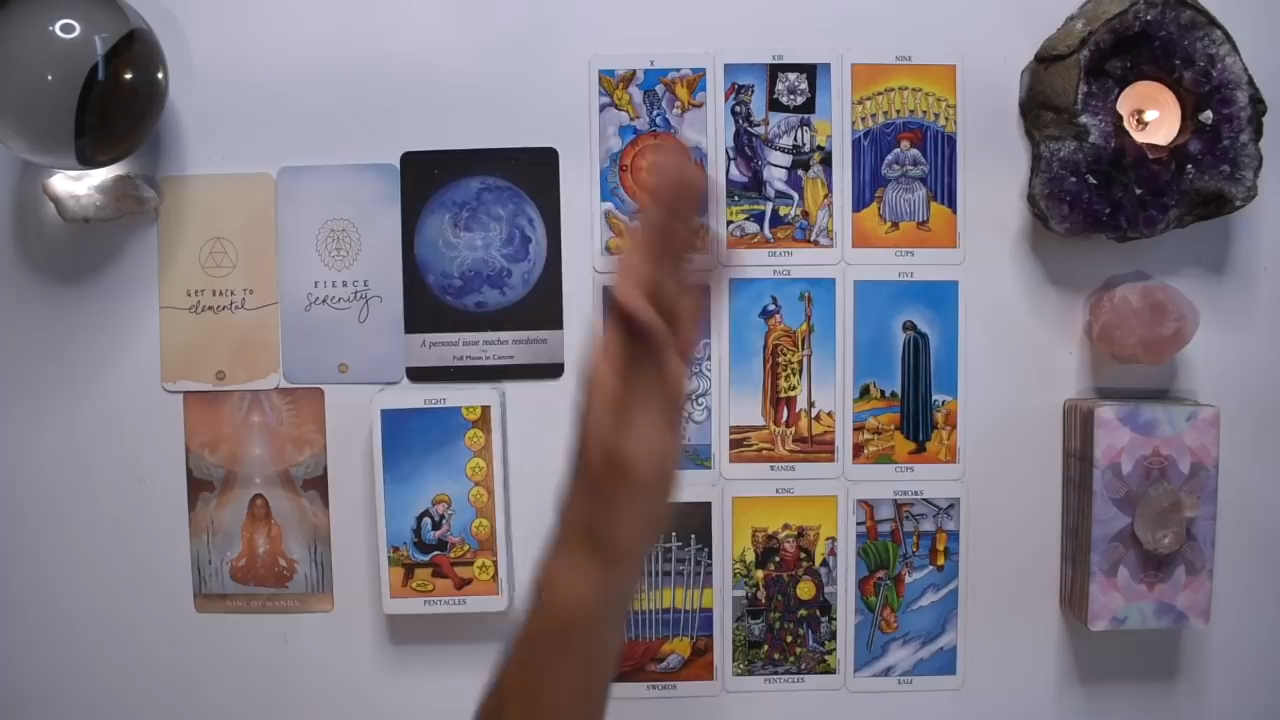 X
XIII
NINE
DEATH
CUPS
GET BACK TO
elemental
FIERCE
serenity
A personal issue reaches resolution
Full Moon in Cancer
PAGE
FIVE
WANDS
CUPS
EIGHT
PENTACLES
NINE OF WANDS
KING
SWORDS
SWORDS
PENTACLES
FIVE